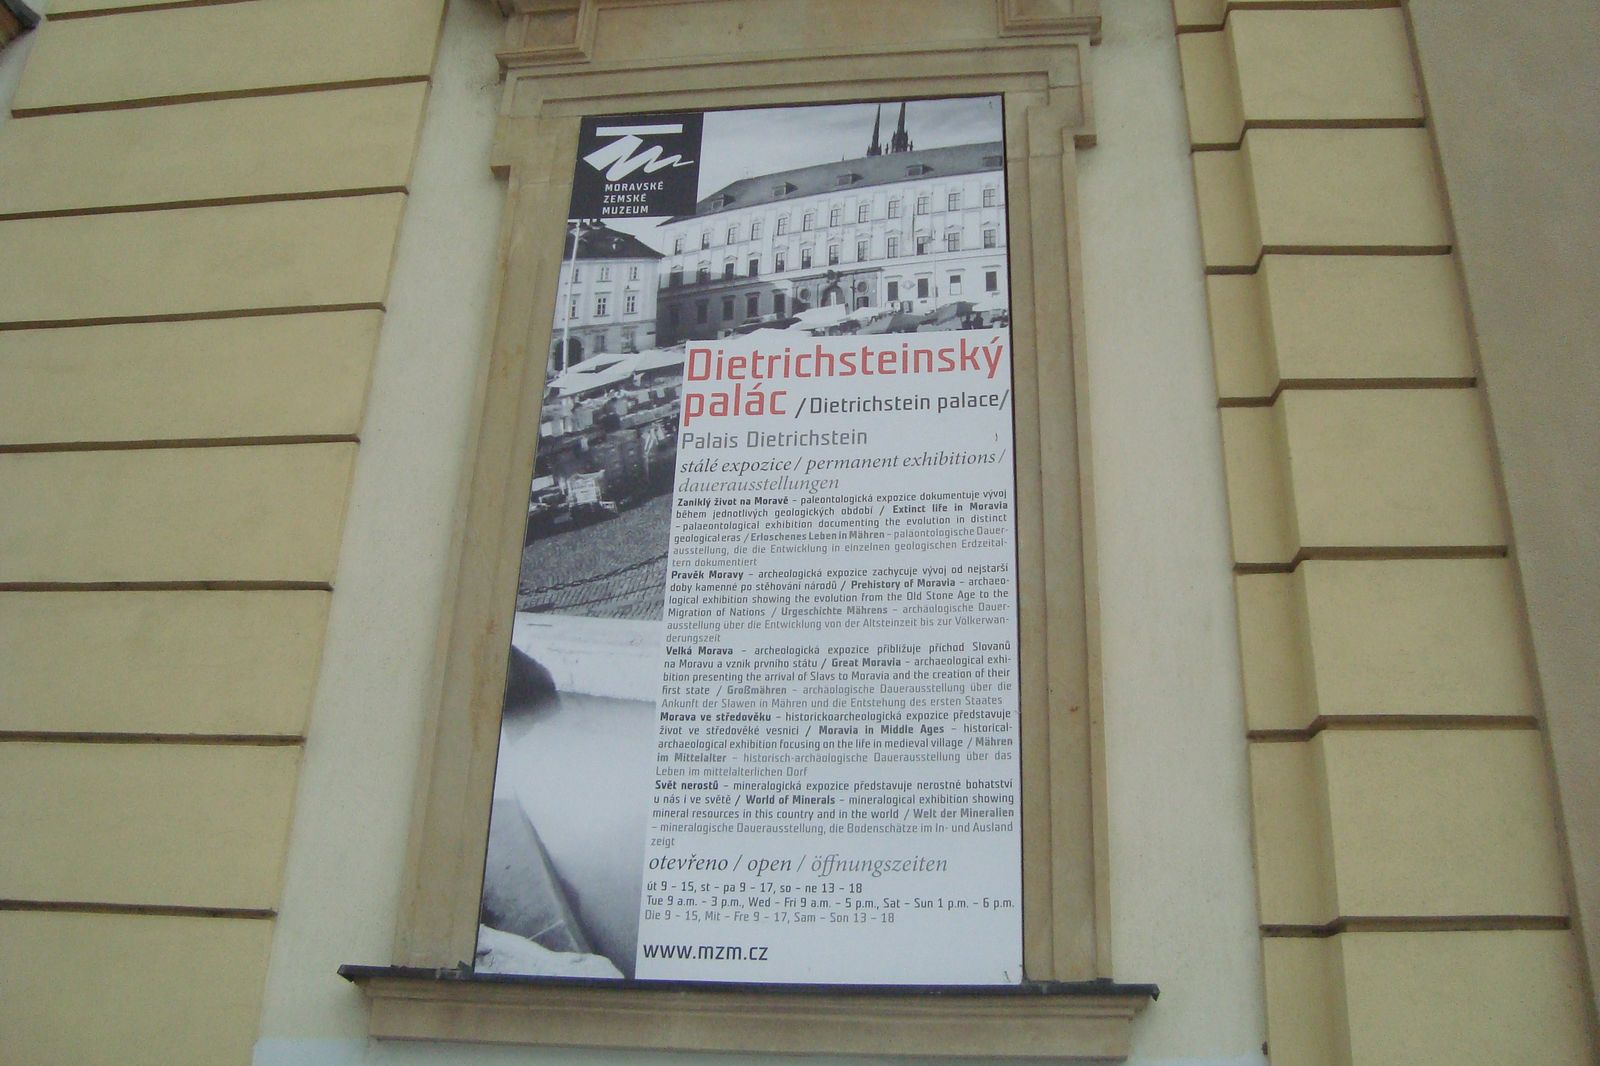 MORAVSKÉ
ZEMSKÉ
MUZEUM
Dietrichsteinský
palác /Dietrichstein palace/
Palais Dietrichstein
stálé expozice / permanent exhibitions /
dauerausstellungen
Zaniklý život na Moravě – paleontologická expozice dokumentuje vývoj
během jednotlivých geologických období / Extinct life in Moravia
– palaeontological exhibition documenting the evolution in distinct
geological eras / Erloschenes Leben in Mähren – paläontologische Dauer-
ausstellung, die die Entwicklung in einzelnen geologischen Erdzeital-
tern dokumentiert
Pravěk Moravy – archeologická expozice zachycuje vývoj od nejstarší
doby kamenné po stěhování národů / Prehistory of Moravia – archaeo-
logical exhibition showing the evolution from the Old Stone Age to the
Migration of Nations / Urgeschichte Mährens – archäologische Dauer-
ausstellung über die Entwicklung von der Altsteinzeit bis zur Völkerwan-
derungszeit
Velká Morava – archeologická expozice přibližuje příchod Slovanů
na Moravu a vznik prvního státu / Great Moravia – archaeological exhi-
bition presenting the arrival of Slavs to Moravia and the creation of their
first state / Großmähren – archäologische Dauerausstellung über die
Ankunft der Slawen in Mähren und die Entstehung des ersten Staates
Morava ve středověku – historickoarcheologická expozice představuje
život ve středověké vesnici / Moravia in Middle Ages – historical-
archaeological exhibition focusing on the life in medieval village / Mähren
im Mittelalter – historisch-archäologische Dauerausstellung über das
Leben im mittelalterlichen Dorf
Svět nerostů – mineralogická expozice představuje nerostné bohatství
u nás i ve světě / World of Minerals – mineralogical exhibition showing
mineral resources in this country and in the world / Welt der Mineralien
– mineralogische Dauerausstellung, die Bodenschätze im In- und Ausland
zeigt
otevřeno / open / öffnungszeiten
út 9 – 15, st – pa 9 – 17, so – ne 13 – 18
Tue 9 a.m. – 3 p.m., Wed – Fri 9 a.m. – 5 p.m., Sat – Sun 1 p.m. – 6 p.m.
Die 9 – 15, Mit – Fre 9 – 17, Sam – Son 13 – 18
www.mzm.cz